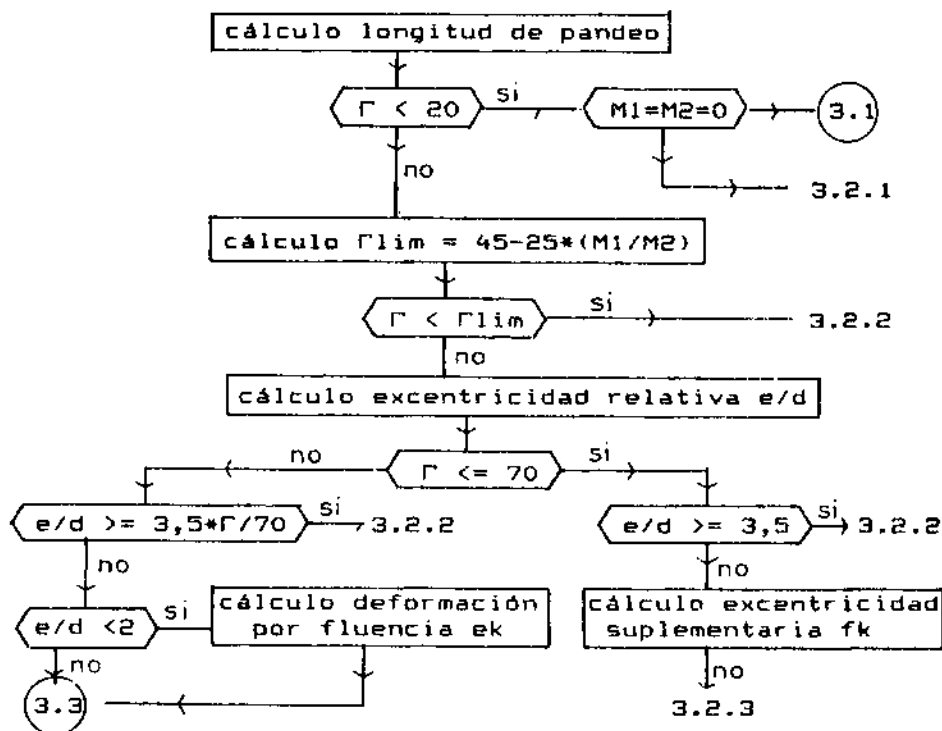 cálculo longitud de pandeo
Γ < 20
si
M1=M2=0
3.1
no
3.2.1
cálculo Γlim = 45-25*(M1/M2)
Γ < Γlim
si
3.2.2
no
cálculo excentricidad relativa e/d
no
Γ <= 70
si
e/d >= 3,5*Γ/70
si
3.2.2
e/d >= 3,5
si
3.2.2
no
no
e/d <2
si
cálculo deformación
por fluencia ek
cálculo excentricidad
suplementaria fk
no
no
3.3
3.2.3